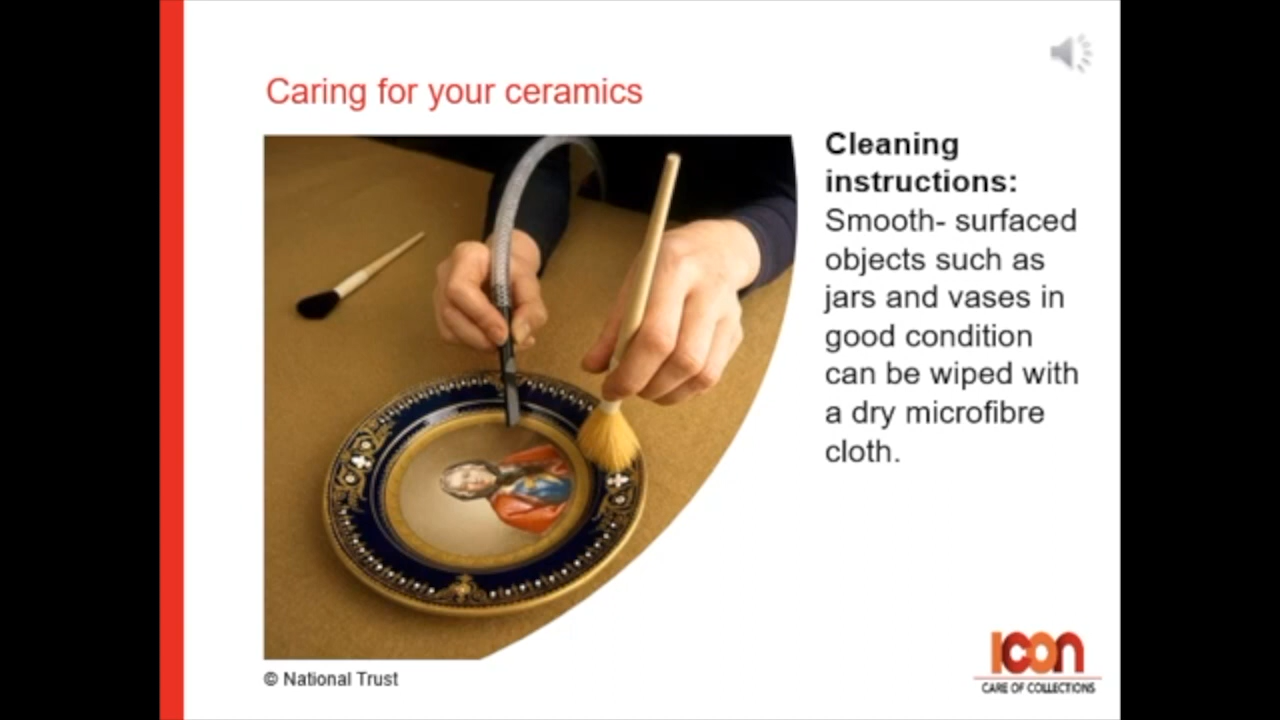 Caring for your ceramics
Cleaning
instructions:
Smooth- surfaced
objects such as
jars and vases in
good condition
can be wiped with
a dry microfibre
cloth.
© National Trust
icon
CARE OF COLLECTIONS